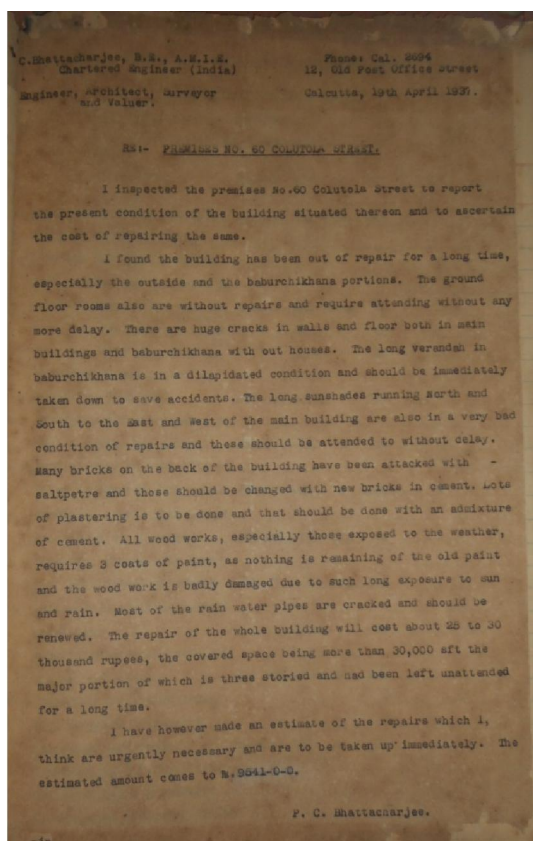 C.Bhattacharjee, B.E., A.M.I.E.
Chartered Engineer (India)
Engineer, Architect, Surveyor
and Valuer.
Phone: Cal. 3694
12, Old Post Office Street
Calcutta, 19th April 1937.
RE:- PREMISES NO. 60 COLUTOLA STREET.
I inspected the premises No.60 Colutola Street to report
the present condition of the building situated thereon and to ascertain
the cost of repairing the same.
I found the building has been out of repair for a long time,
especially the outside and the baburchikhana portions. The ground
floor rooms also are without repairs and require attending without any
more delay. There are huge cracks in walls and floor both in main
buildings and baburchikhana with out houses. The long verandah in
baburchikhana is in a dilapidated condition and should be immediately
taken down to save accidents. The long sunshades running North and
South to the East and West of the main building are also in a very bad
condition of repairs and these should be attended to without delay.
Many bricks on the back of the building have been attacked with -
saltpetre and those should be changed with new bricks in cement. Lots
of plastering is to be done and that should be done with an admixture
of cement. All wood works, especially those exposed to the weather,
requires 3 coats of paint, as nothing is remaining of the old paint
and the wood work is badly damaged due to such long exposure to sun
and rain. Most of the rain water pipes are cracked and should be
renewed. The repair of the whole building will cost about 25 to 30
thousand rupees, the covered space being more than 30,000 sft the
major portion of which is three storied and had been left unattended
for a long time.
I have however made an estimate of the repairs which I,
think are urgently necessary and are to be taken up immediately. The
estimated amount comes to Rs.9541-0-0.
P. C. Bhattacharjee.